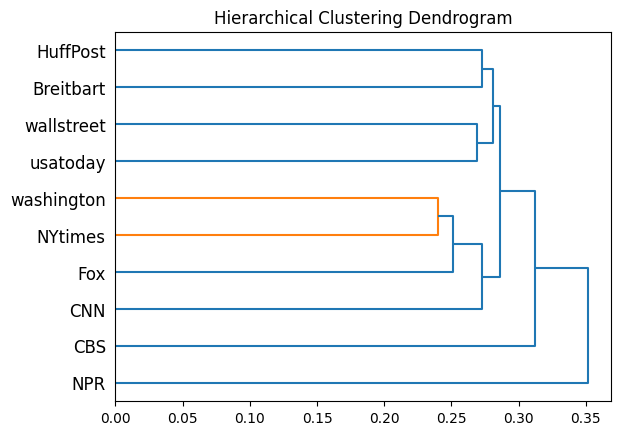 Hierarchical Clustering Dendrogram
HuffPost
Breitbart
wallstreet
usatoday
washington
NYtimes
Fox
CNN
CBS
NPR
0.00 0.05 0.10 0.15 0.20 0.25 0.30 0.35